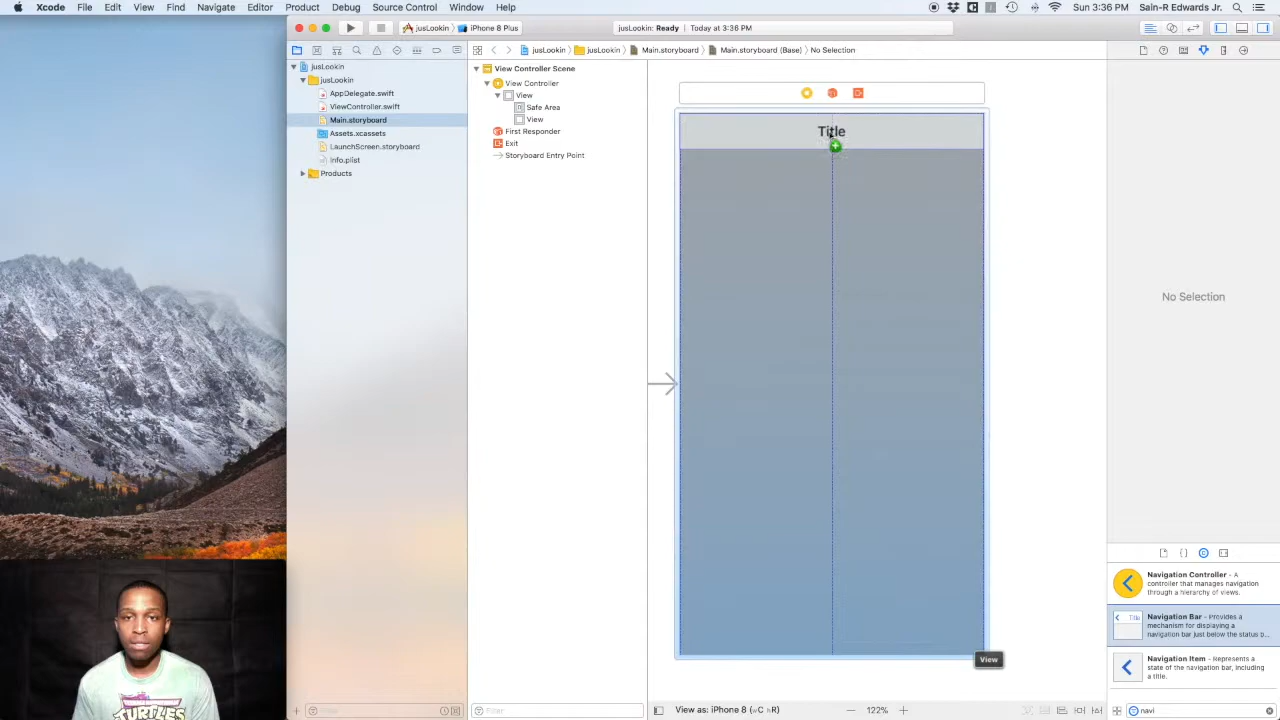 Xcode File Edit View Find Navigate Editor Product Debug Source Control Window Help
Sun 3:36 PM Sain-R Edwards Jr.
jusLookin iPhone 8 Plus
jusLookin: Ready Today at 3:36 PM
jusLookin jusLookin Main.storyboard Main.storyboard (Base) No Selection
jusLookin
jusLookin
AppDelegate.swift
ViewController.swift
Main.storyboard
Assets.xcassets
LaunchScreen.storyboard
Info.plist
Products
View Controller Scene
View Controller
View
Safe Area
View
First Responder
Exit
Storyboard Entry Point
Title
View
No Selection
Navigation Controller - A
controller that manages navigation
through a hierarchy of views.
Title
Navigation Bar - Provides a
mechanism for displaying a
navigation bar just below the status b...
Navigation Item - Represents a
state of the navigation bar, including
a title.
Filter
Filter
View as: iPhone 8 (wC hR)
122%
navi
TURTLES